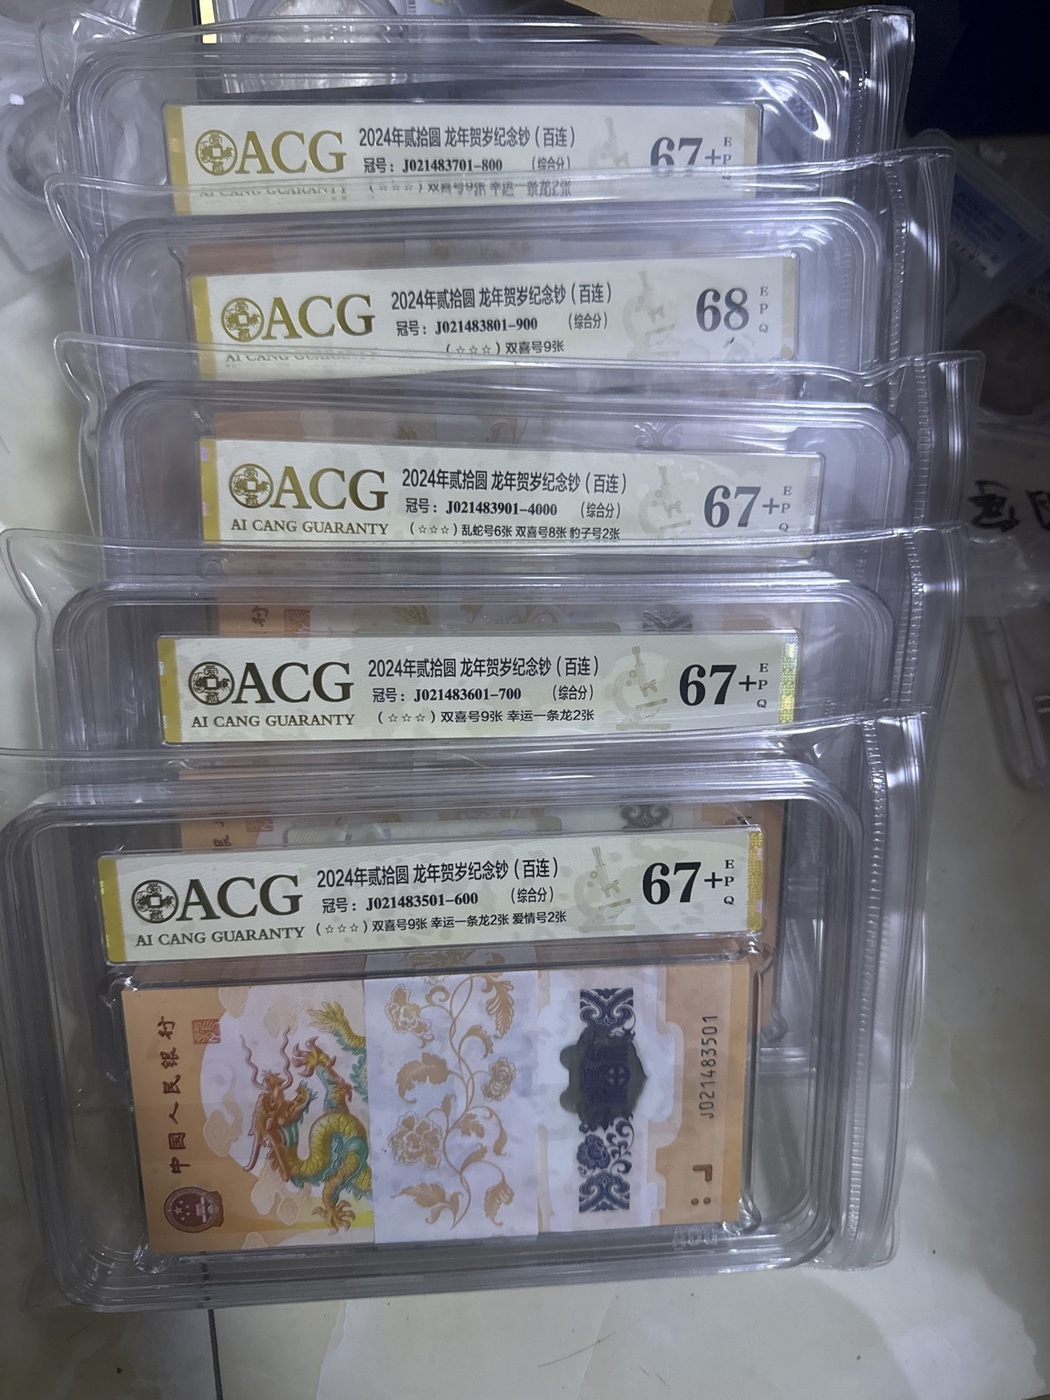 ACG
2024年贰拾圆 龙年贺岁纪念钞(百连)
冠号:J021483701-800 (综合分)
(☆☆☆)双喜号9张 幸运一条龙2张
AI CANG GUARANTY
67+
EPQ
ACG
2024年贰拾圆 龙年贺岁纪念钞(百连)
冠号:J021483801-900 (综合分)
(☆☆☆)双喜号9张
AI CANG GUARANTY
68
EPQ
ACG
2024年贰拾圆 龙年贺岁纪念钞(百连)
冠号:J021483901-4000 (综合分)
(☆☆☆)乱蛇号6张 双喜号8张 豹子号2张
AI CANG GUARANTY
67+
EPQ
ACG
2024年贰拾圆 龙年贺岁纪念钞(百连)
冠号:J021483601-700 (综合分)
(☆☆☆)双喜号9张 幸运一条龙2张
AI CANG GUARANTY
67+
EPQ
ACG
2024年贰拾圆 龙年贺岁纪念钞(百连)
冠号:J021483501-600 (综合分)
(☆☆☆)双喜号9张 幸运一条龙2张 爱情号2张
AI CANG GUARANTY
67+
EPQ
中国人民银行
J021483501
ACG